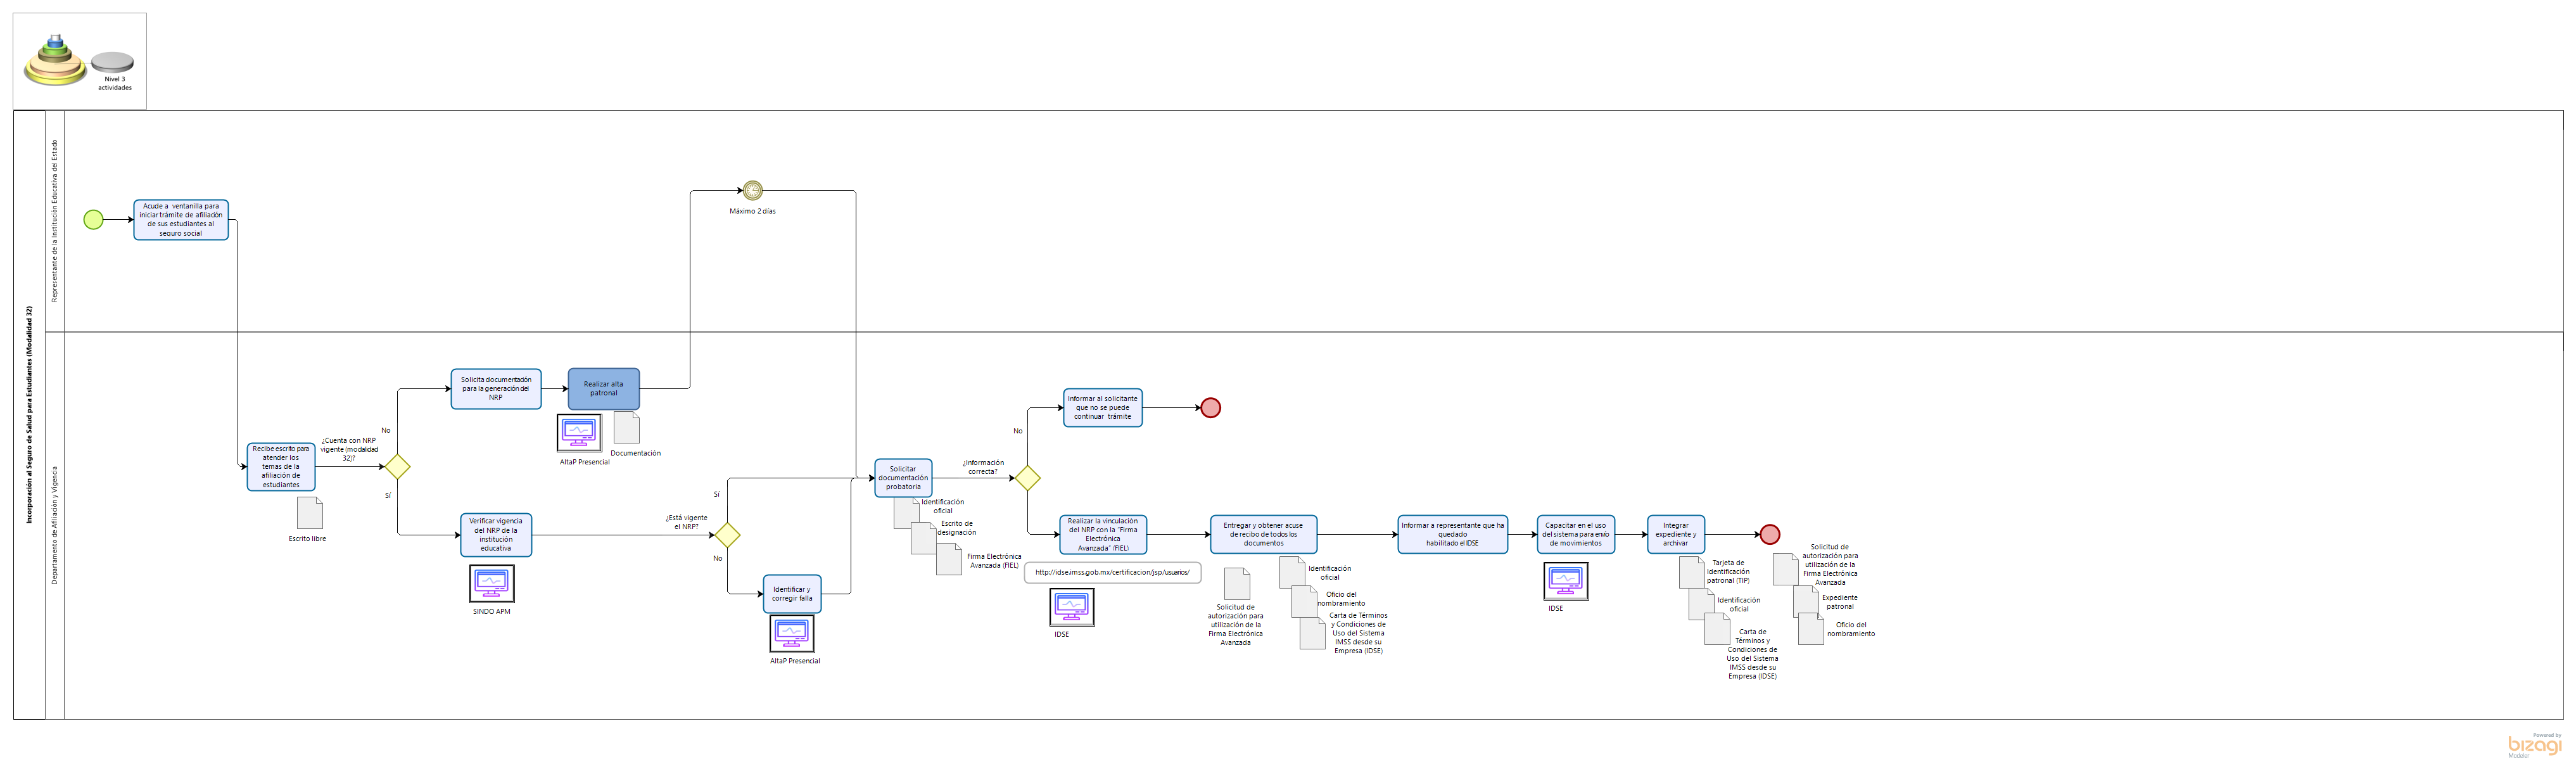 Nivel 3
actividades
Incorporación al Seguro de Salud para Estudiantes (Modalidad 32)
Representante de la Institución Educativa del Estado
Acude a ventanilla para
iniciar trámite de afiliación
de sus estudiantes al
seguro social
Máximo 2 días
Departamento de Afiliación y Vigencia
Recibe escrito para
atender los
temas de la
afiliación de
estudiantes
Escrito libre
¿Cuenta con NRP
vigente (modalidad
32)?
No
Sí
Solicita documentación
para la generación del
NRP
Realizar alta
patronal
AltaP Presencial
Documentación
Verificar vigencia
del NRP de la
institución
educativa
SINDO APM
¿Está vigente
el NRP?
Sí
No
Identificar y
corregir falla
AltaP Presencial
Solicitar
documentación
probatoria
Identificación
oficial
Escrito de
designación
Firma Electrónica
Avanzada (FIEL)
¿Información
correcta?
No
Informar al solicitante
que no se puede
continuar trámite
Realizar la vinculación
del NRP con la "Firma
Electrónica
Avanzada" (FIEL)
http://idse.imss.gob.mx/certificacion/jsp/usuarios/
IDSE
Entregar y obtener acuse
de recibo de todos los
documentos
Solicitud de
autorización para
utilización de la
Firma Electrónica
Avanzada
Identificación
oficial
Oficio del
nombramiento
Carta de Términos
y Condiciones de
Uso del Sistema
IMSS desde su
Empresa (IDSE)
Informar a representante que ha
quedado
habilitado el IDSE
Capacitar en el uso
del sistema para envío
de movimientos
IDSE
Integrar
expediente y
archivar
Tarjeta de
Identificación
patronal (TIP)
Identificación
oficial
Carta de
Términos y
Condiciones de
Uso del Sistema
IMSS desde su
Empresa (IDSE)
Solicitud de
autorización para
utilización de la
Firma Electrónica
Avanzada
Expediente
patronal
Oficio del
nombramiento
Powered by
bizagi
Modeler